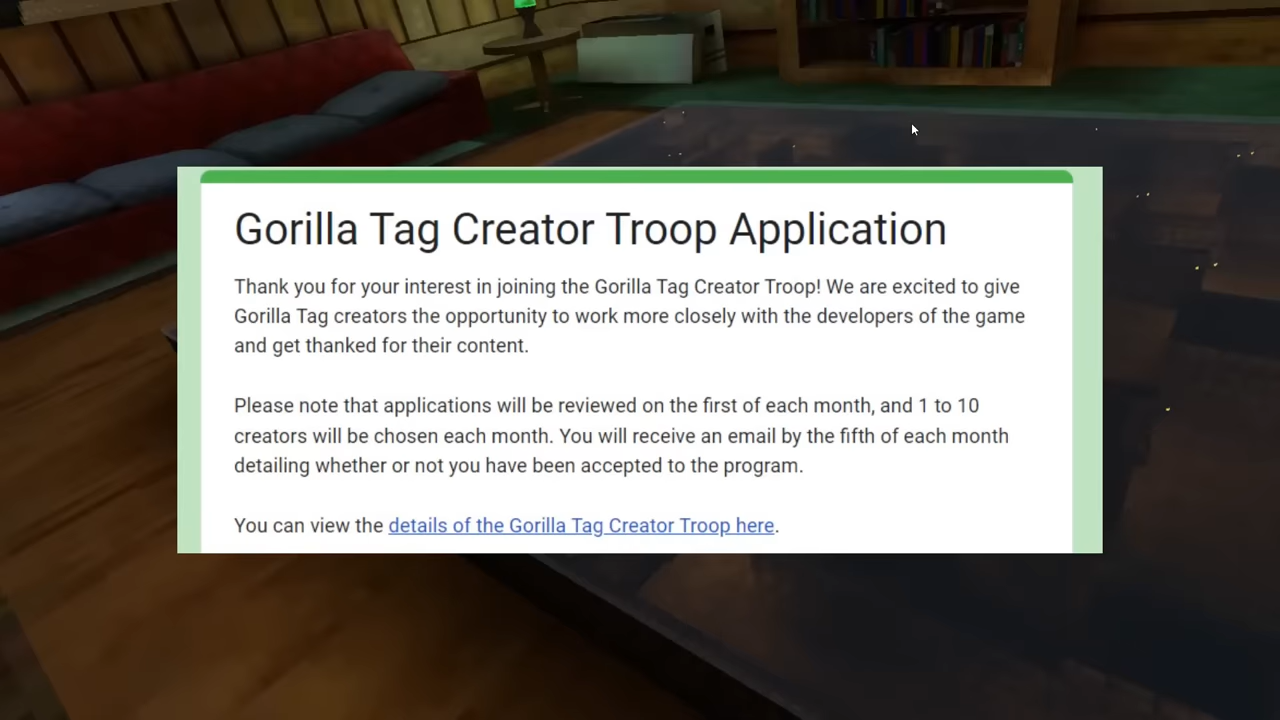 Gorilla Tag Creator Troop Application
Thank you for your interest in joining the Gorilla Tag Creator Troop! We are excited to give
Gorilla Tag creators the opportunity to work more closely with the developers of the game
and get thanked for their content.
Please note that applications will be reviewed on the first of each month, and 1 to 10
creators will be chosen each month. You will receive an email by the fifth of each month
detailing whether or not you have been accepted to the program.
You can view the details of the Gorilla Tag Creator Troop here.